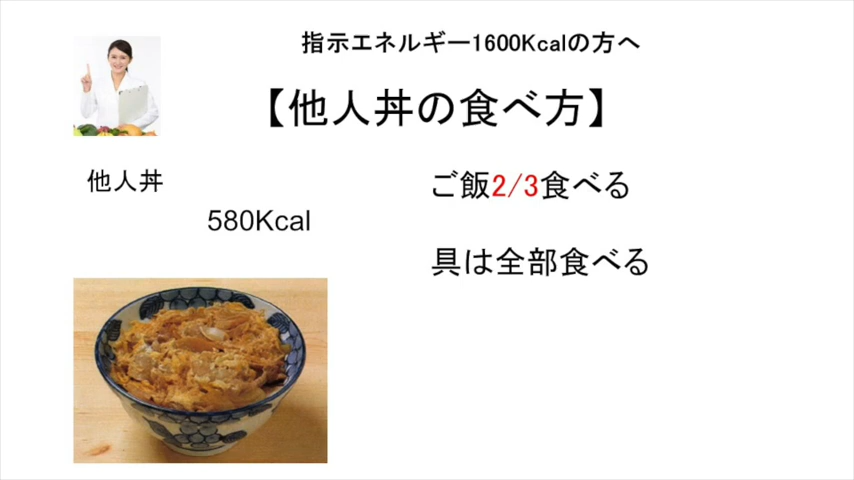 指示エネルギー1600Kcalの方へ
【他人丼の食べ方】
他人丼
580Kcal
ご飯2/3食べる
具は全部食べる